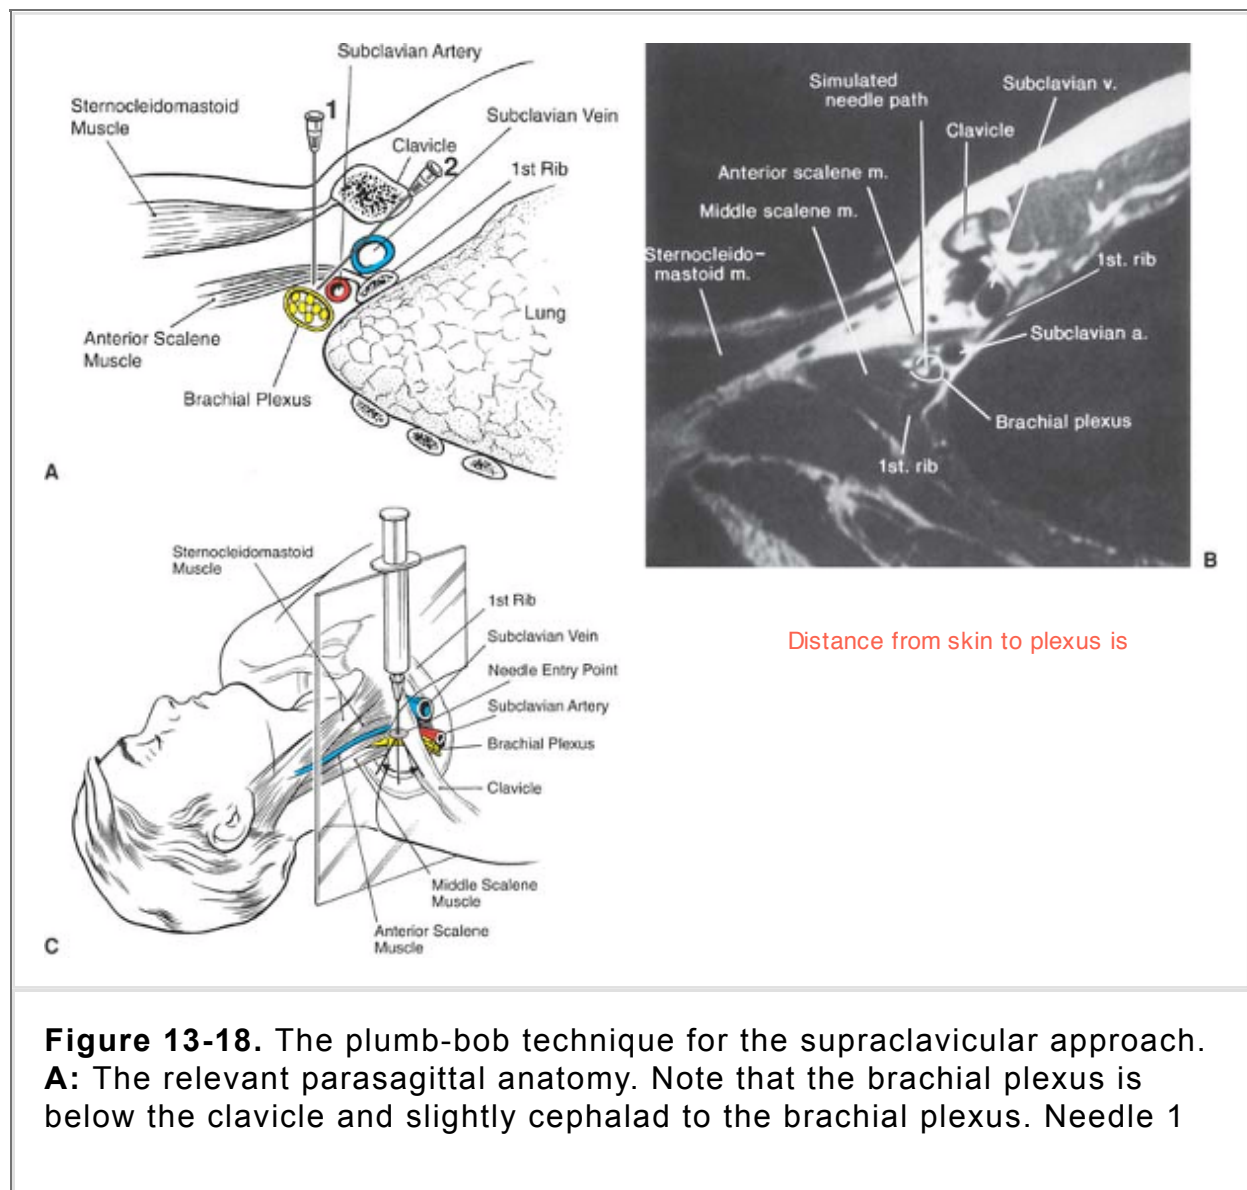 Subclavian Artery
Sternocleidomastoid
Muscle
1
Subclavian Vein
Clavicle
2
1st Rib
Lung
Anterior Scalene
Muscle
Brachial Plexus
A
Simulated
needle path
Subclavian v.
Clavicle
Anterior scalene m.
Middle scalene m.
Sternocleido-
mastoid m.
1st. rib
Subclavian a.
Brachial plexus
1st. rib
B
Distance from skin to plexus is
Sternocleidomastoid
Muscle
1st Rib
Subclavian Vein
Needle Entry Point
Subclavian Artery
Brachial Plexus
Clavicle
Middle Scalene
Muscle
Anterior Scalene
Muscle
C
Figure 13-18. The plumb-bob technique for the supraclavicular approach.
A: The relevant parasagittal anatomy. Note that the brachial plexus is
below the clavicle and slightly cephalad to the brachial plexus. Needle 1